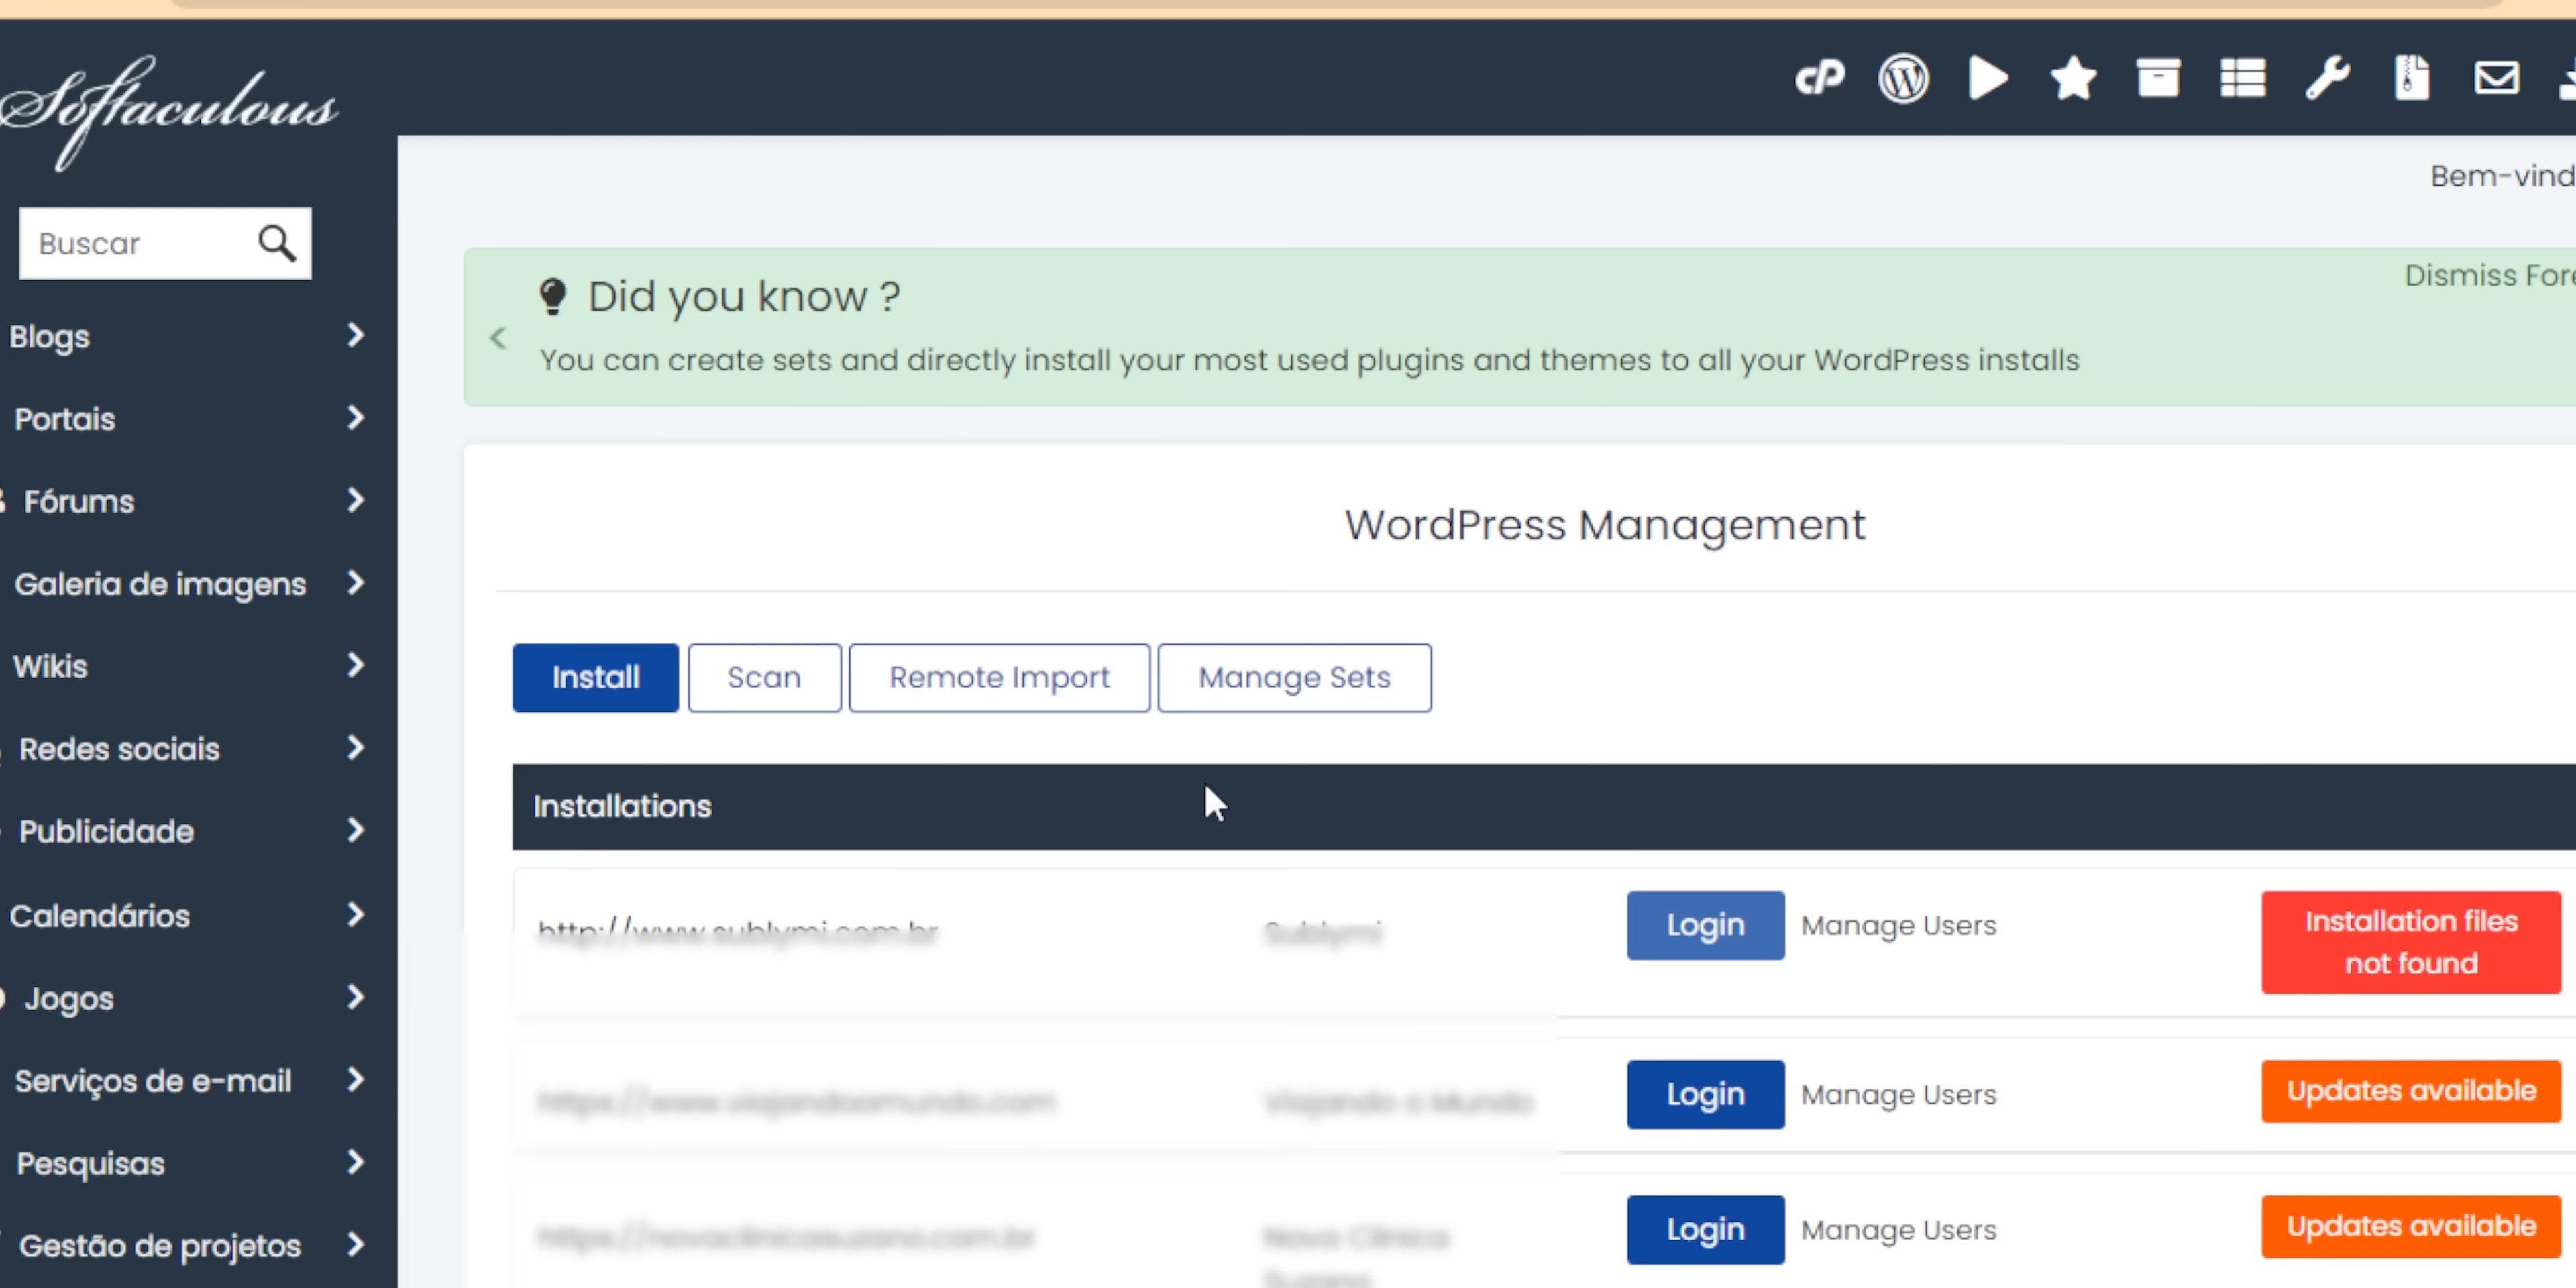 Softaculous
Bem-vind
Buscar
Did you know ?
Dismiss Fore
You can create sets and directly install your most used plugins and themes to all your WordPress installs
Blogs
Portais
Fórums
Galeria de imagens
Wikis
Redes sociais
Publicidade
Calendários
Jogos
Serviços de e-mail
Pesquisas
Gestão de projetos
WordPress Management
Install Scan Remote Import Manage Sets
Installations
Login Manage Users Installation files
not found
Login Manage Users Updates available
Login Manage Users Updates available